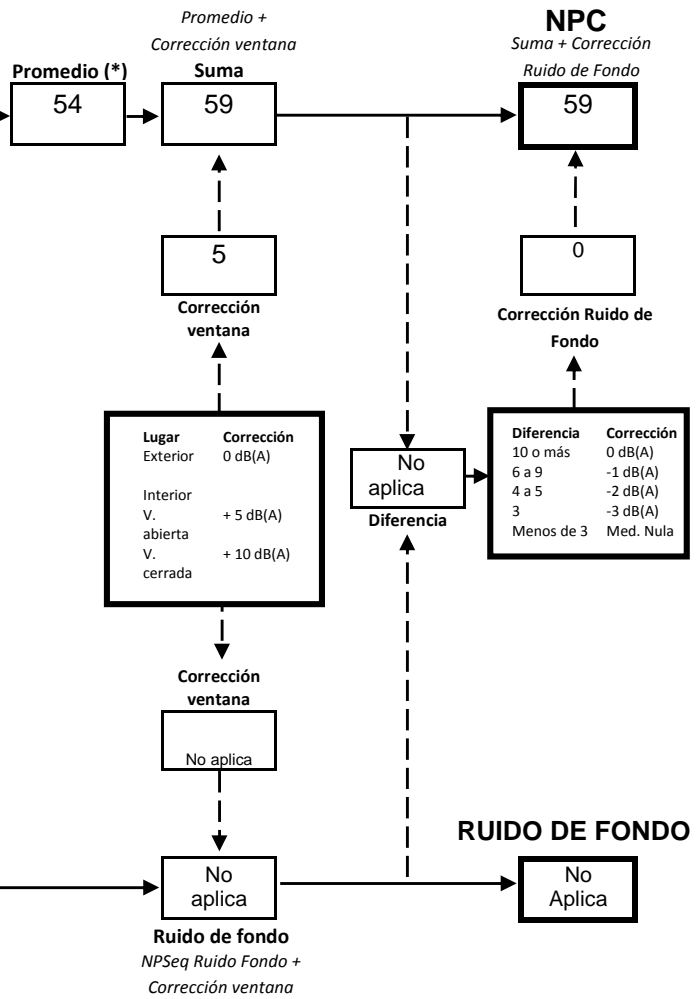 Promedio +
Corrección ventana
NPC
Suma + Corrección
Ruido de Fondo
Promedio (*)
Suma
54
59
59
5
0
Corrección
ventana
Corrección Ruido de
Fondo
Lugar Corrección
Exterior 0 dB(A)
Interior
V. + 5 dB(A)
abierta
V. + 10 dB(A)
cerrada
No
aplica
Diferencia
Diferencia Corrección
10 o más 0 dB(A)
6 a 9 -1 dB(A)
4 a 5 -2 dB(A)
3 -3 dB(A)
Menos de 3 Med. Nula
Corrección
ventana
No aplica
RUIDO DE FONDO
No
aplica
No
Aplica
Ruido de fondo
NPSeq Ruido Fondo +
Corrección ventana